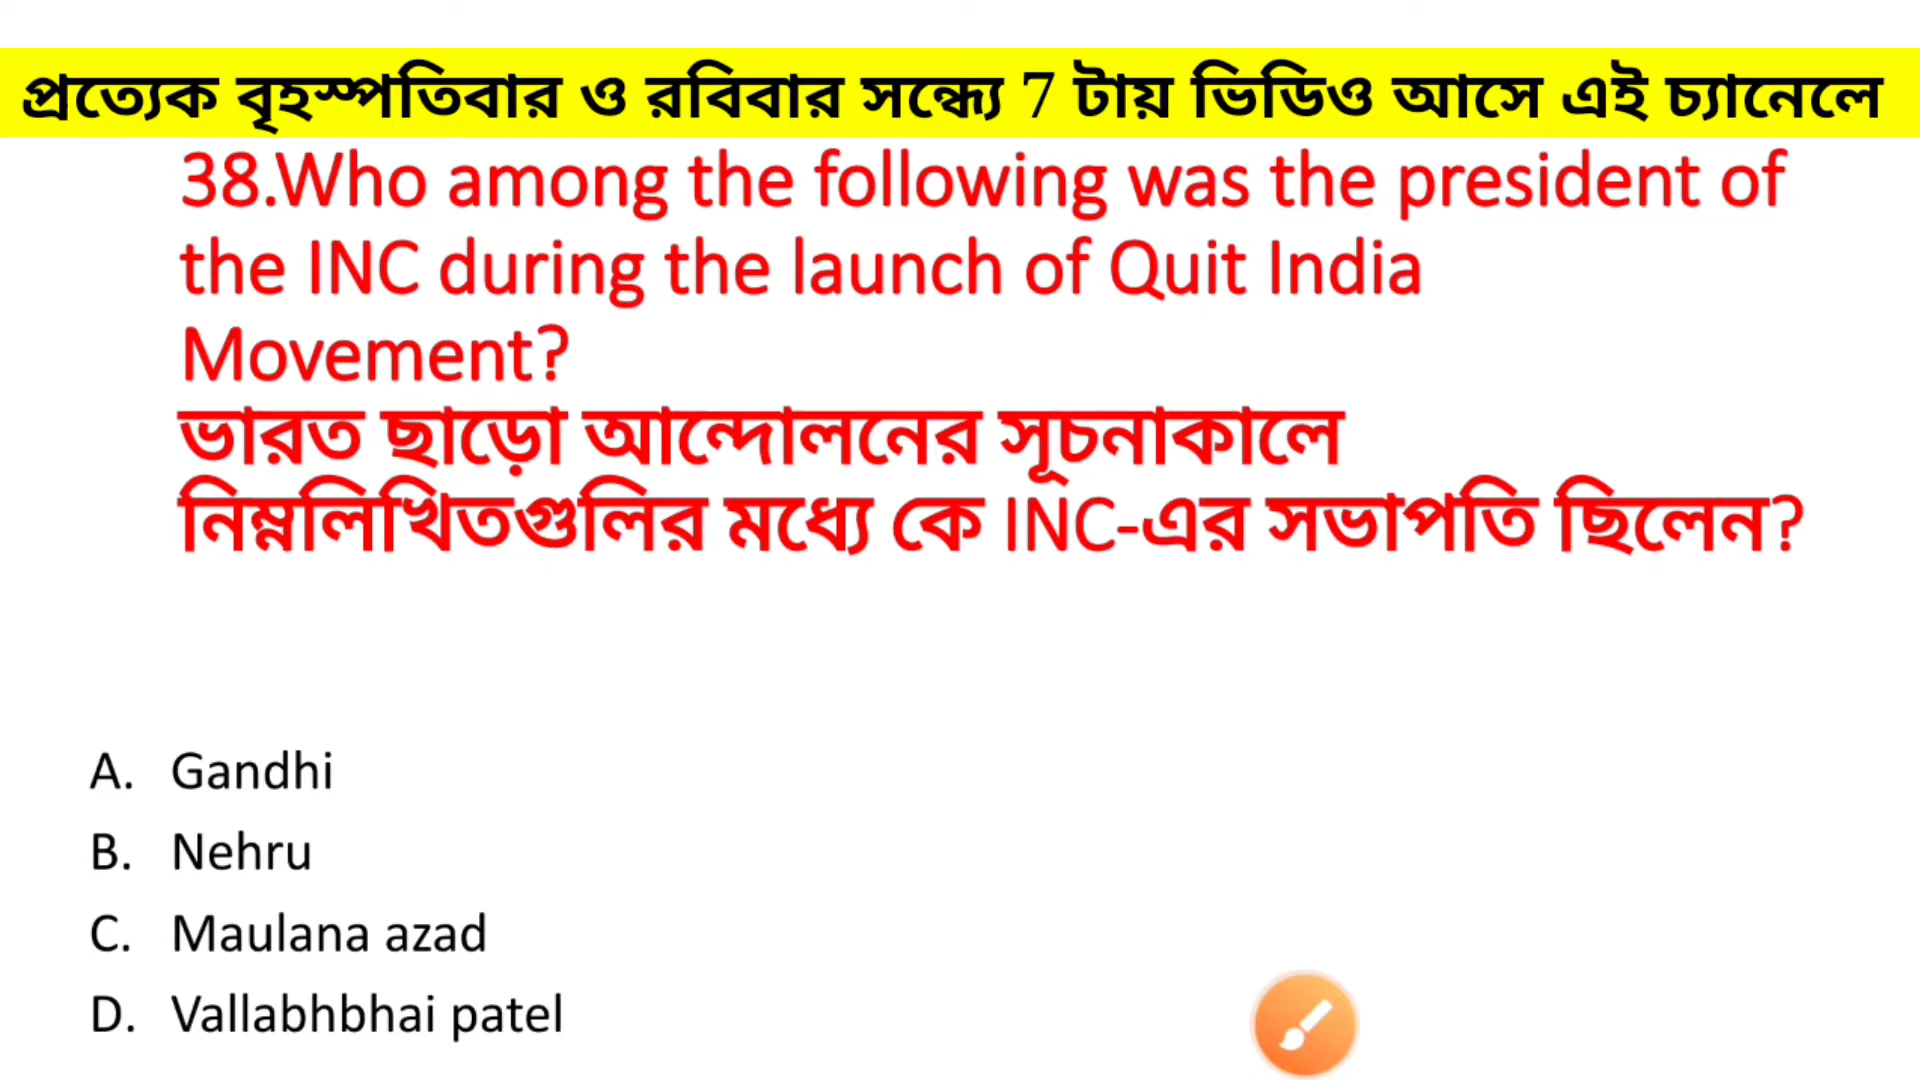 প্রত্যেক বৃহস্পতিবার ও রবিবার সন্ধ্যে 7 টায় ভিডিও আসে এই চ্যানেলে
38.Who among the following was the president of
the INC during the launch of Quit India
Movement?
ভারত ছাড়ো আন্দোলনের সূচনাকালে
নিম্নলিখিতগুলির মধ্যে কে INC-এর সভাপতি ছিলেন?
A. Gandhi
B. Nehru
C. Maulana azad
D. Vallabhbhai patel